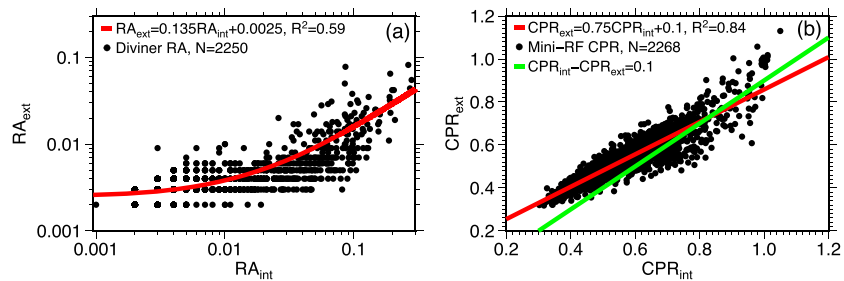 RA_ext=0.135RA_int+0.0025, R²=0.59
Diviner RA, N=2250
(a)
0.1
0.01
0.001
RA_ext
0.001 0.01 0.1
RA_int
CPR_ext=0.75CPR_int+0.1, R²=0.84
Mini−RF CPR, N=2268
CPR_int−CPR_ext=0.1
(b)
1.2
1.0
0.8
0.6
0.4
0.2
CPR_ext
0.2 0.4 0.6 0.8 1.0 1.2
CPR_int